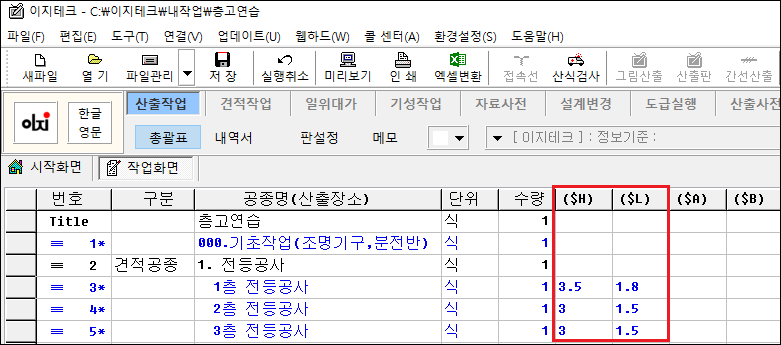 이지테크 - C:₩이지테크₩내작업₩층고연습
파일(F) 편집(E) 도구(T) 연결(V) 업데이트(U) 웹하드(W) 콜 센터(A) 환경설정(S) 도움말(H)
새파일 열 기 파일관리 저 장 실행취소 미리보기 인 쇄 엑셀변환 접속선 산식검사 그림산출 산출판 간선산출
이지 한글 영문
산출작업 견적작업 일위대가 기성작업 자료사전 설계변경 도급실행 산출사전
총괄표 내역서 판설정 메모 [ 이지테크 ] : 정보기준 :
시작화면 작업화면
번호 구분 공종명(산출장소) 단위 수량 ($H) ($L) ($A) ($B)
Title 층고연습 식 1
1* 000.기초작업(조명기구,분전반) 식 1
2 견적공종 1. 전등공사 식 1
3* 1층 전등공사 식 1 3.5 1.8
4* 2층 전등공사 식 1 3 1.5
5* 3층 전등공사 식 1 3 1.5